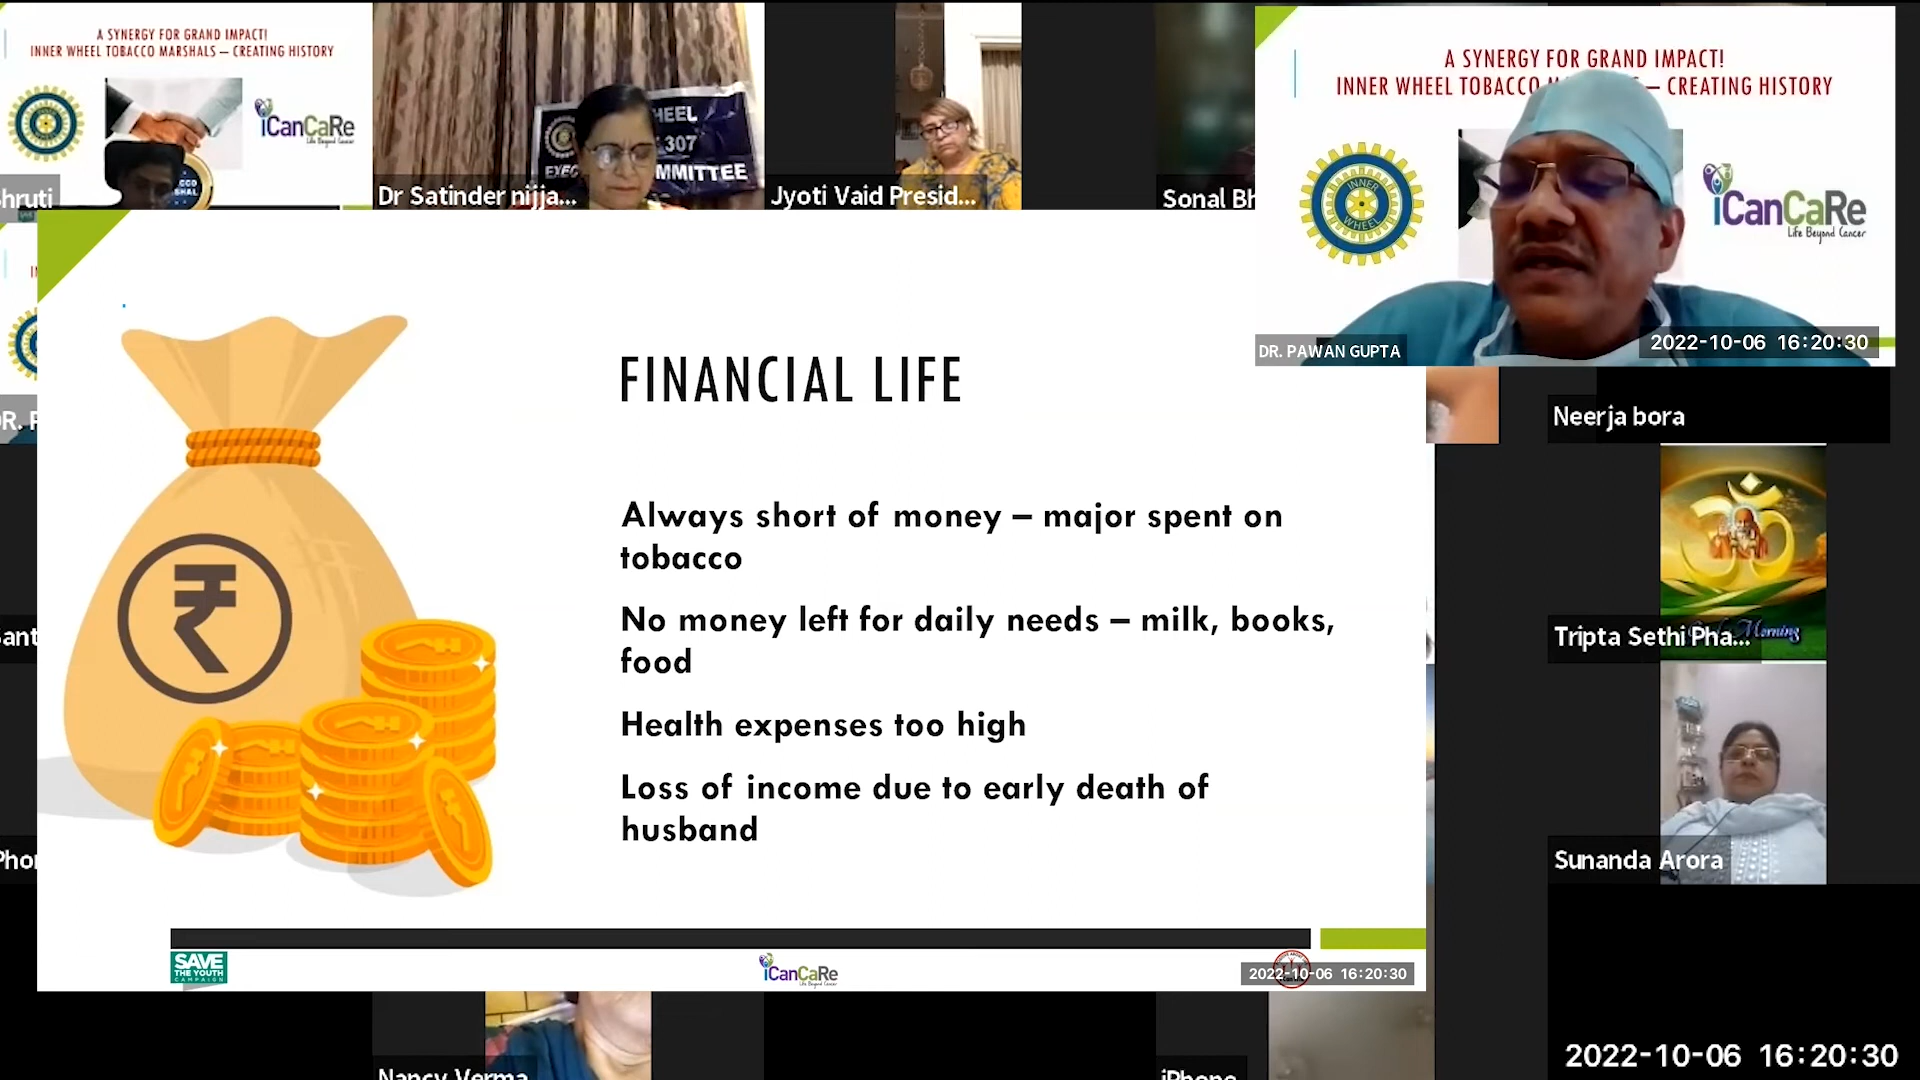 A SYNERGY FOR GRAND IMPACT!
INNER WHEEL TOBACCO MARSHALS – CREATING HISTORY
iCanCaRe
Life Beyond Cancer
Shruti
HEEL
307
MMITTEE
Dr Satinder nijja...
Jyoti Vaid Presid...
Sonal Bh
A SYNERGY FOR GRAND IMPACT!
INNER WHEEL TOBACCO M – CREATING HISTORY
INNER
WHEEL
iCanCaRe
Life Beyond Cancer
DR. PAWAN GUPTA
2022-10-06 16:20:30
FINANCIAL LIFE
Always short of money – major spent on
tobacco
No money left for daily needs – milk, books,
food
Health expenses too high
Loss of income due to early death of
husband
SAVE
THE YOUTH
CAMPAIGN
iCanCaRe
Life Beyond Cancer
2022-10-06 16:20:30
Neerja bora
Morning
Tripta Sethi Pha...
Sunanda Arora
Nancy Verma
iPhone
2022-10-06 16:20:30